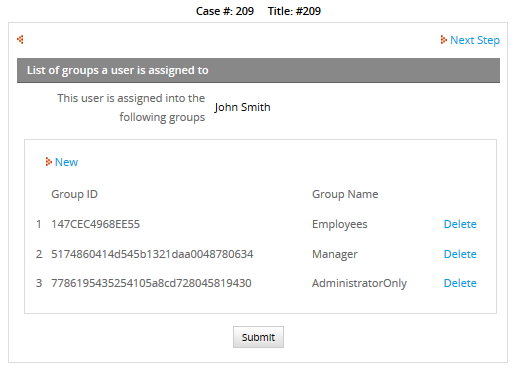 Case #: 209 Title: #209
Next Step
List of groups a user is assigned to
This user is assigned into the
following groups
John Smith
New
Group ID Group Name
1 147CEC4968EE55 Employees Delete
2 5174860414d545b1321daa0048780634 Manager Delete
3 7786195435254105a8cd728045819430 AdministratorOnly Delete
Submit